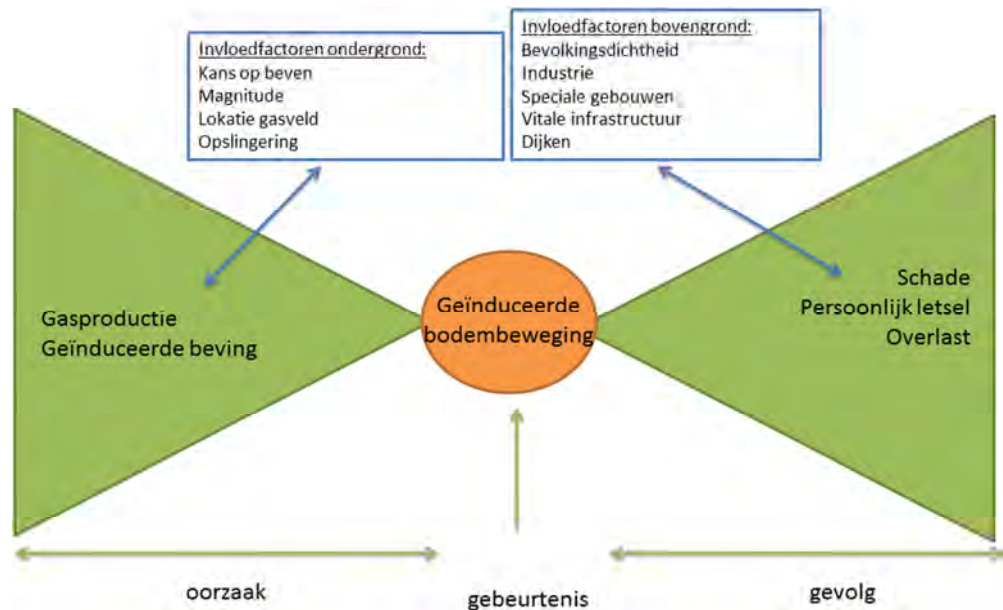 Invloedfactoren ondergrond:
Kans op beven
Magnitude
Lokatie gasveld
Opslingering
Invloedfactoren bovengrond:
Bevolkingsdichtheid
Industrie
Speciale gebouwen
Vitale infrastructuur
Dijken
Gasproductie
Geïnduceerde beving
Geïnduceerde
bodembeweging
Schade
Persoonlijk letsel
Overlast
oorzaak
gebeurtenis
gevolg